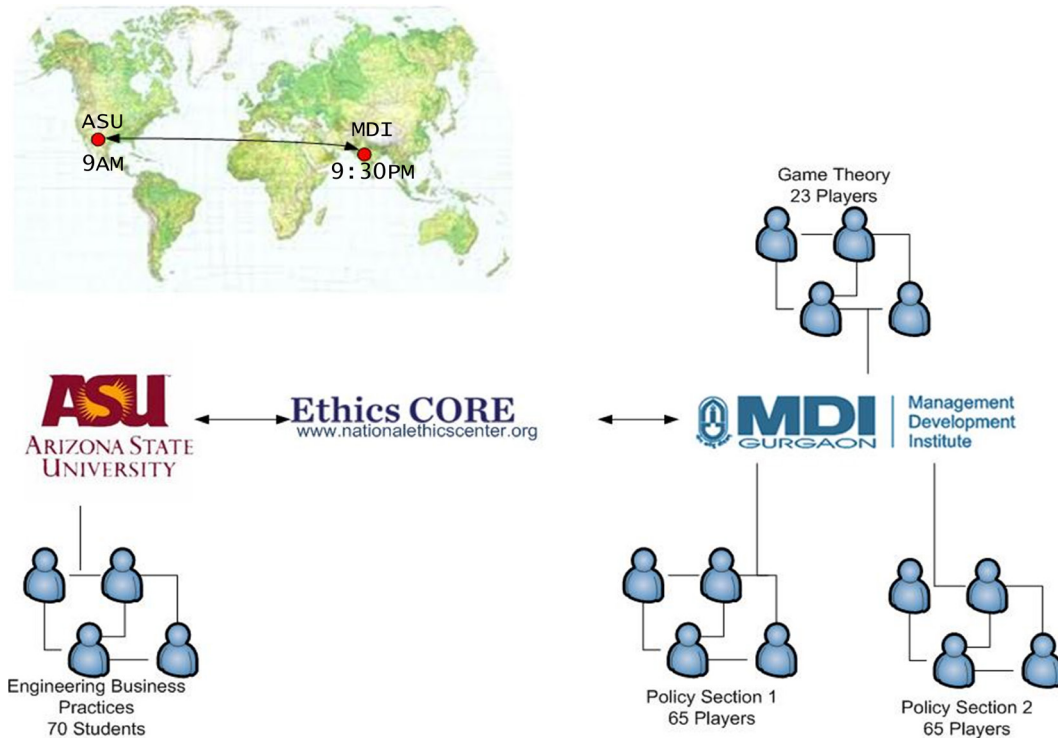 ASU
9AM
MDI
9:30PM
Game Theory
23 Players
ASU
ARIZONA STATE
UNIVERSITY
Ethics CORE
www.nationalethicscenter.org
MDI
GURGAON
Management
Development
Institute
Engineering Business
Practices
70 Students
Policy Section 1
65 Players
Policy Section 2
65 Players